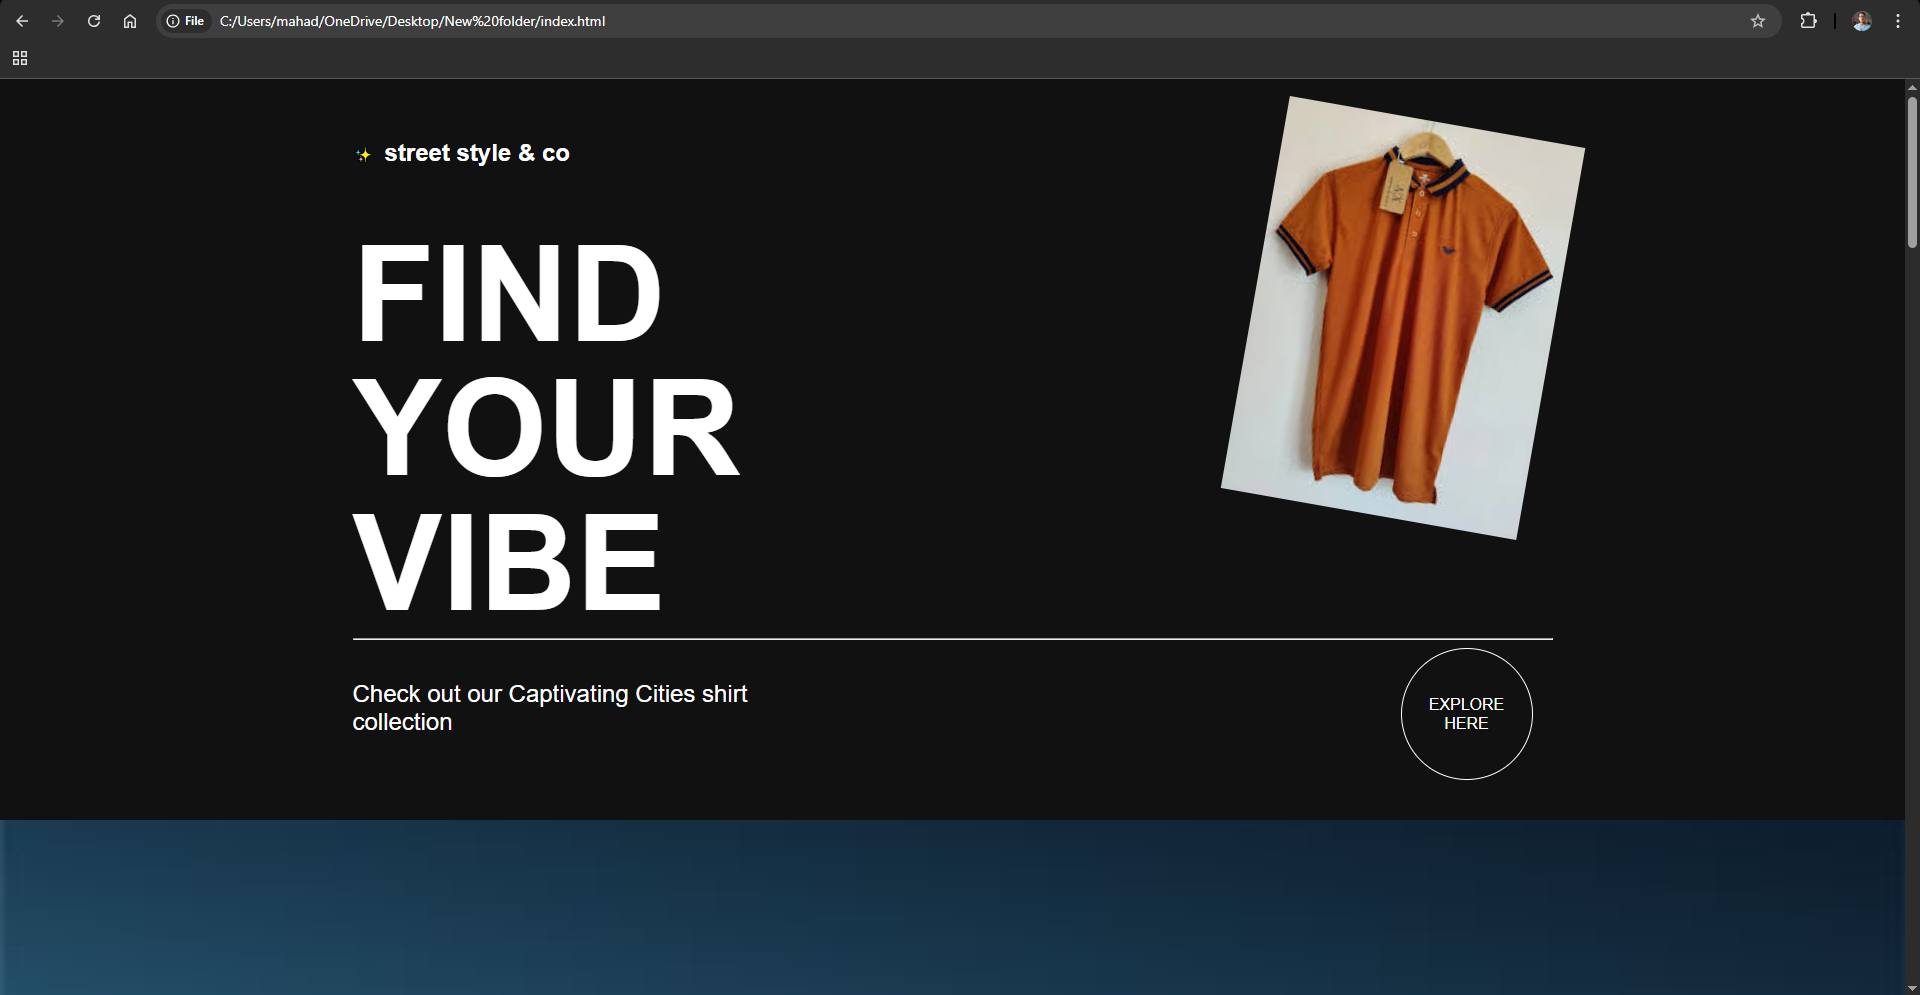 File
C:/Users/mahad/OneDrive/Desktop/New%20folder/index.html
street style & co
FIND
YOUR
VIBE
Check out our Captivating Cities shirt
collection
EXPLORE
HERE